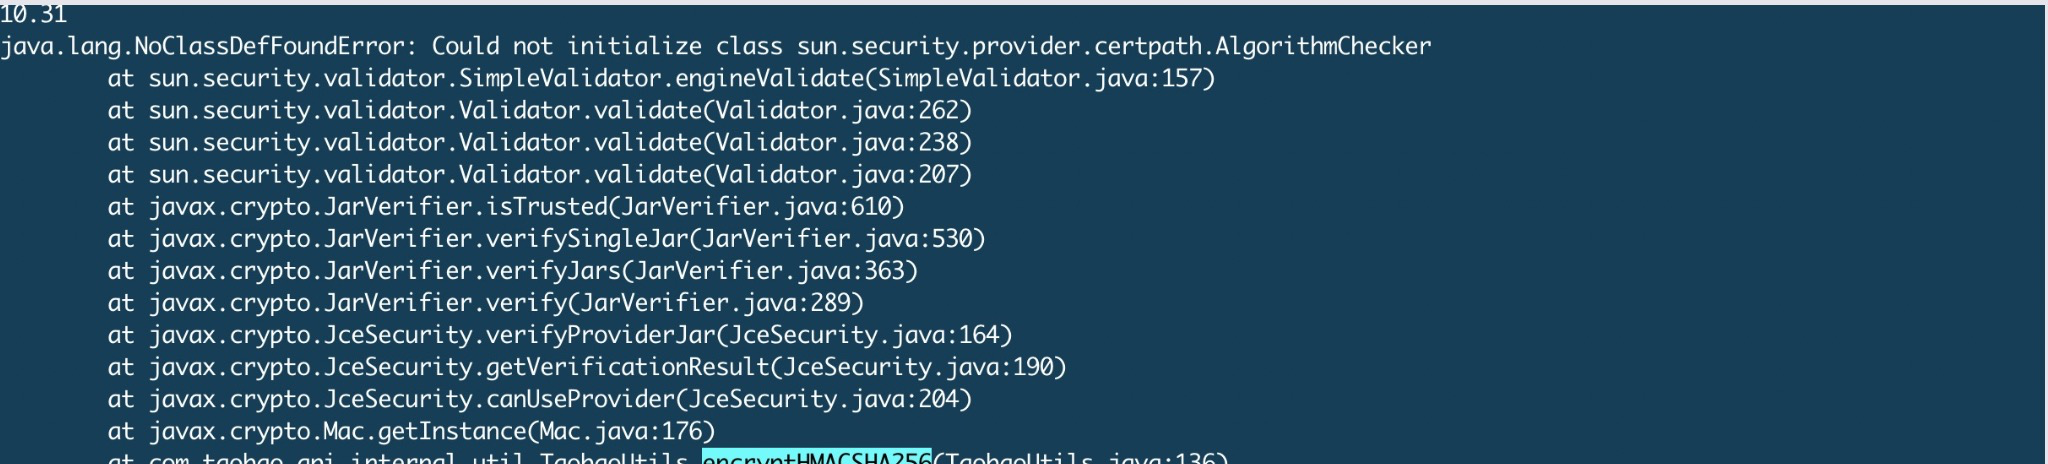 10.31
java.lang.NoClassDefFoundError: Could not initialize class sun.security.provider.certpath.AlgorithmChecker
at sun.security.validator.SimpleValidator.engineValidate(SimpleValidator.java:157)
at sun.security.validator.Validator.validate(Validator.java:262)
at sun.security.validator.Validator.validate(Validator.java:238)
at sun.security.validator.Validator.validate(Validator.java:207)
at javax.crypto.JarVerifier.isTrusted(JarVerifier.java:610)
at javax.crypto.JarVerifier.verifySingleJar(JarVerifier.java:530)
at javax.crypto.JarVerifier.verifyJars(JarVerifier.java:363)
at javax.crypto.JarVerifier.verify(JarVerifier.java:289)
at javax.crypto.JceSecurity.verifyProviderJar(JceSecurity.java:164)
at javax.crypto.JceSecurity.getVerificationResult(JceSecurity.java:190)
at javax.crypto.JceSecurity.canUseProvider(JceSecurity.java:204)
at javax.crypto.Mac.getInstance(Mac.java:176)
at com.taobao.api.internal.util.TaobaoUtils.encryptHMACSHA256(TaobaoUtils.java:136)